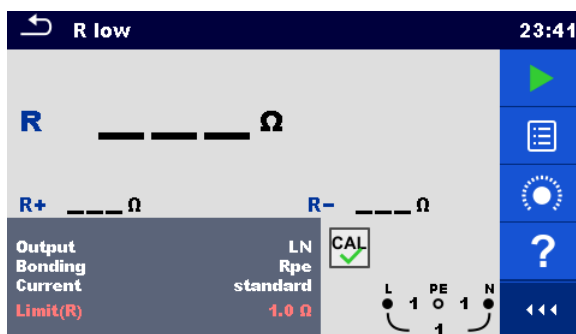 R low 23:41
R ___ Ω
R+ ___ Ω R- ___ Ω
Output LN
Bonding Rpe
Current standard
Limit(R) 1.0 Ω
CAL
L PE N
1 1
1
?